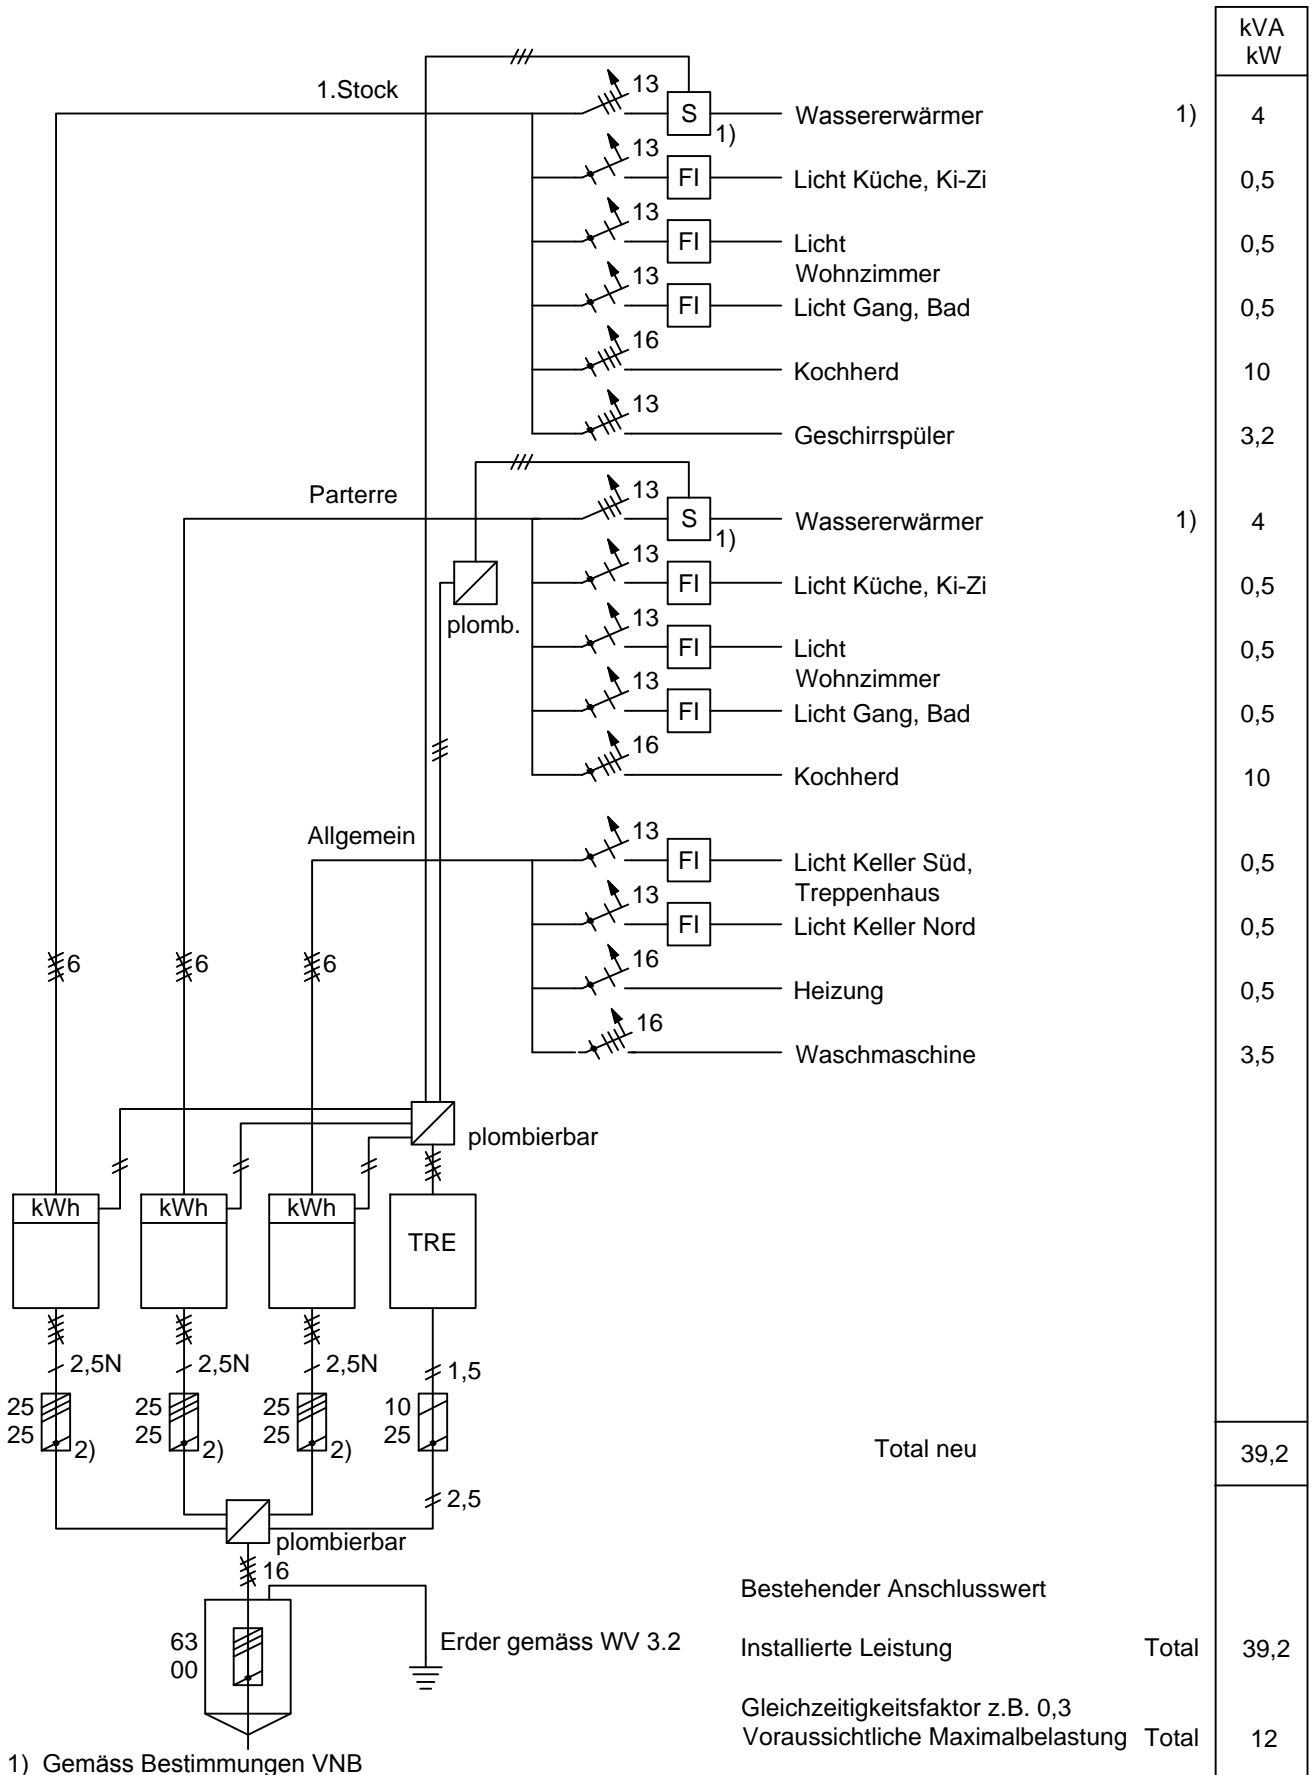 kVA
kW
1.Stock
13
S
1)
Wassererwärmer 1) 4
13
FI
Licht Küche, Ki-Zi 0,5
13
FI
Licht 0,5
Wohnzimmer
13
FI
Licht Gang, Bad 0,5
16
Kochherd 10
13
Geschirrspüler 3,2
Parterre
13
S
1)
Wassererwärmer 1) 4
plomb.
13
FI
Licht Küche, Ki-Zi 0,5
13
FI
Licht 0,5
Wohnzimmer
13
FI
Licht Gang, Bad 0,5
16
Kochherd 10
Allgemein
13
FI
Licht Keller Süd, 0,5
Treppenhaus
13
FI
Licht Keller Nord 0,5
16
Heizung 0,5
16
Waschmaschine 3,5
6 6 6
plombierbar
kWh kWh kWh
TRE
2,5N 2,5N 2,5N 1,5
25 25 25 10
25 2) 25 2) 25 2) 25
Total neu 39,2
2,5
plombierbar
16
Bestehender Anschlusswert
63
00
Erder gemäss WV 3.2
Installierte Leistung Total 39,2
Gleichzeitigkeitsfaktor z.B. 0,3
Voraussichtliche Maximalbelastung Total 12
1) Gemäss Bestimmungen VNB